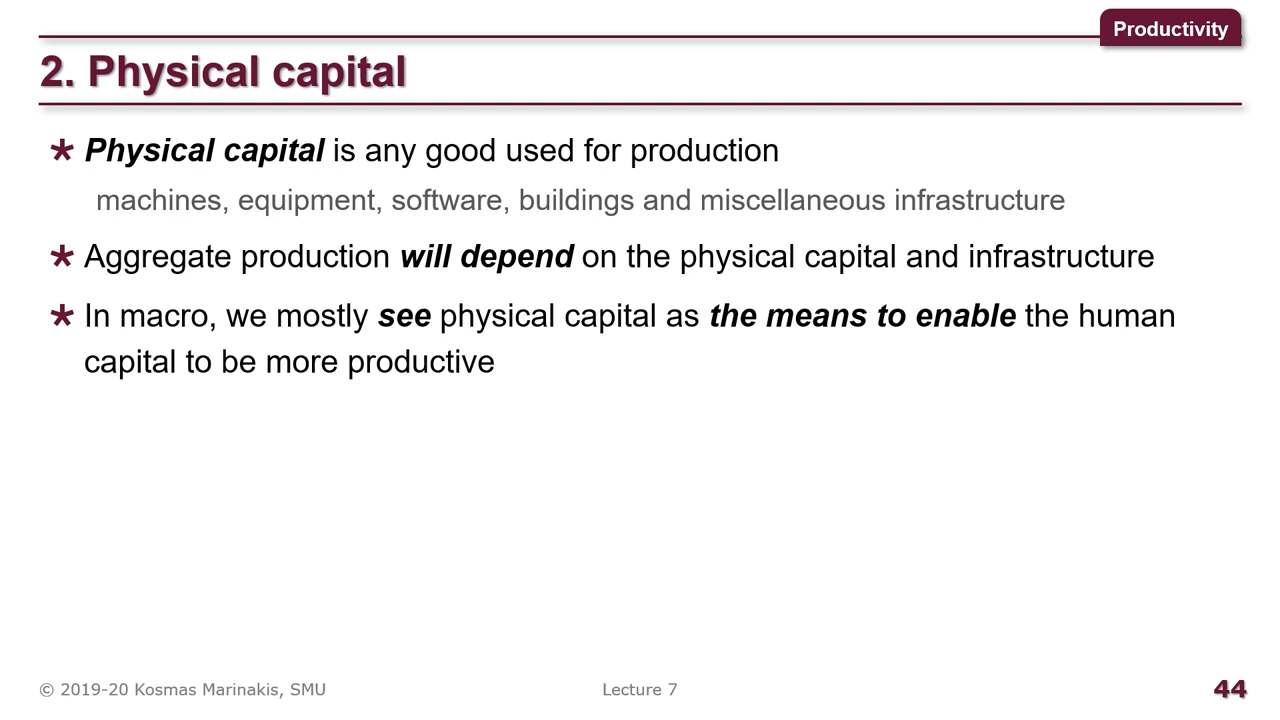 Productivity
2. Physical capital
* Physical capital is any good used for production
machines, equipment, software, buildings and miscellaneous infrastructure
* Aggregate production will depend on the physical capital and infrastructure
* In macro, we mostly see physical capital as the means to enable the human
capital to be more productive
© 2019-20 Kosmas Marinakis, SMU
Lecture 7
44